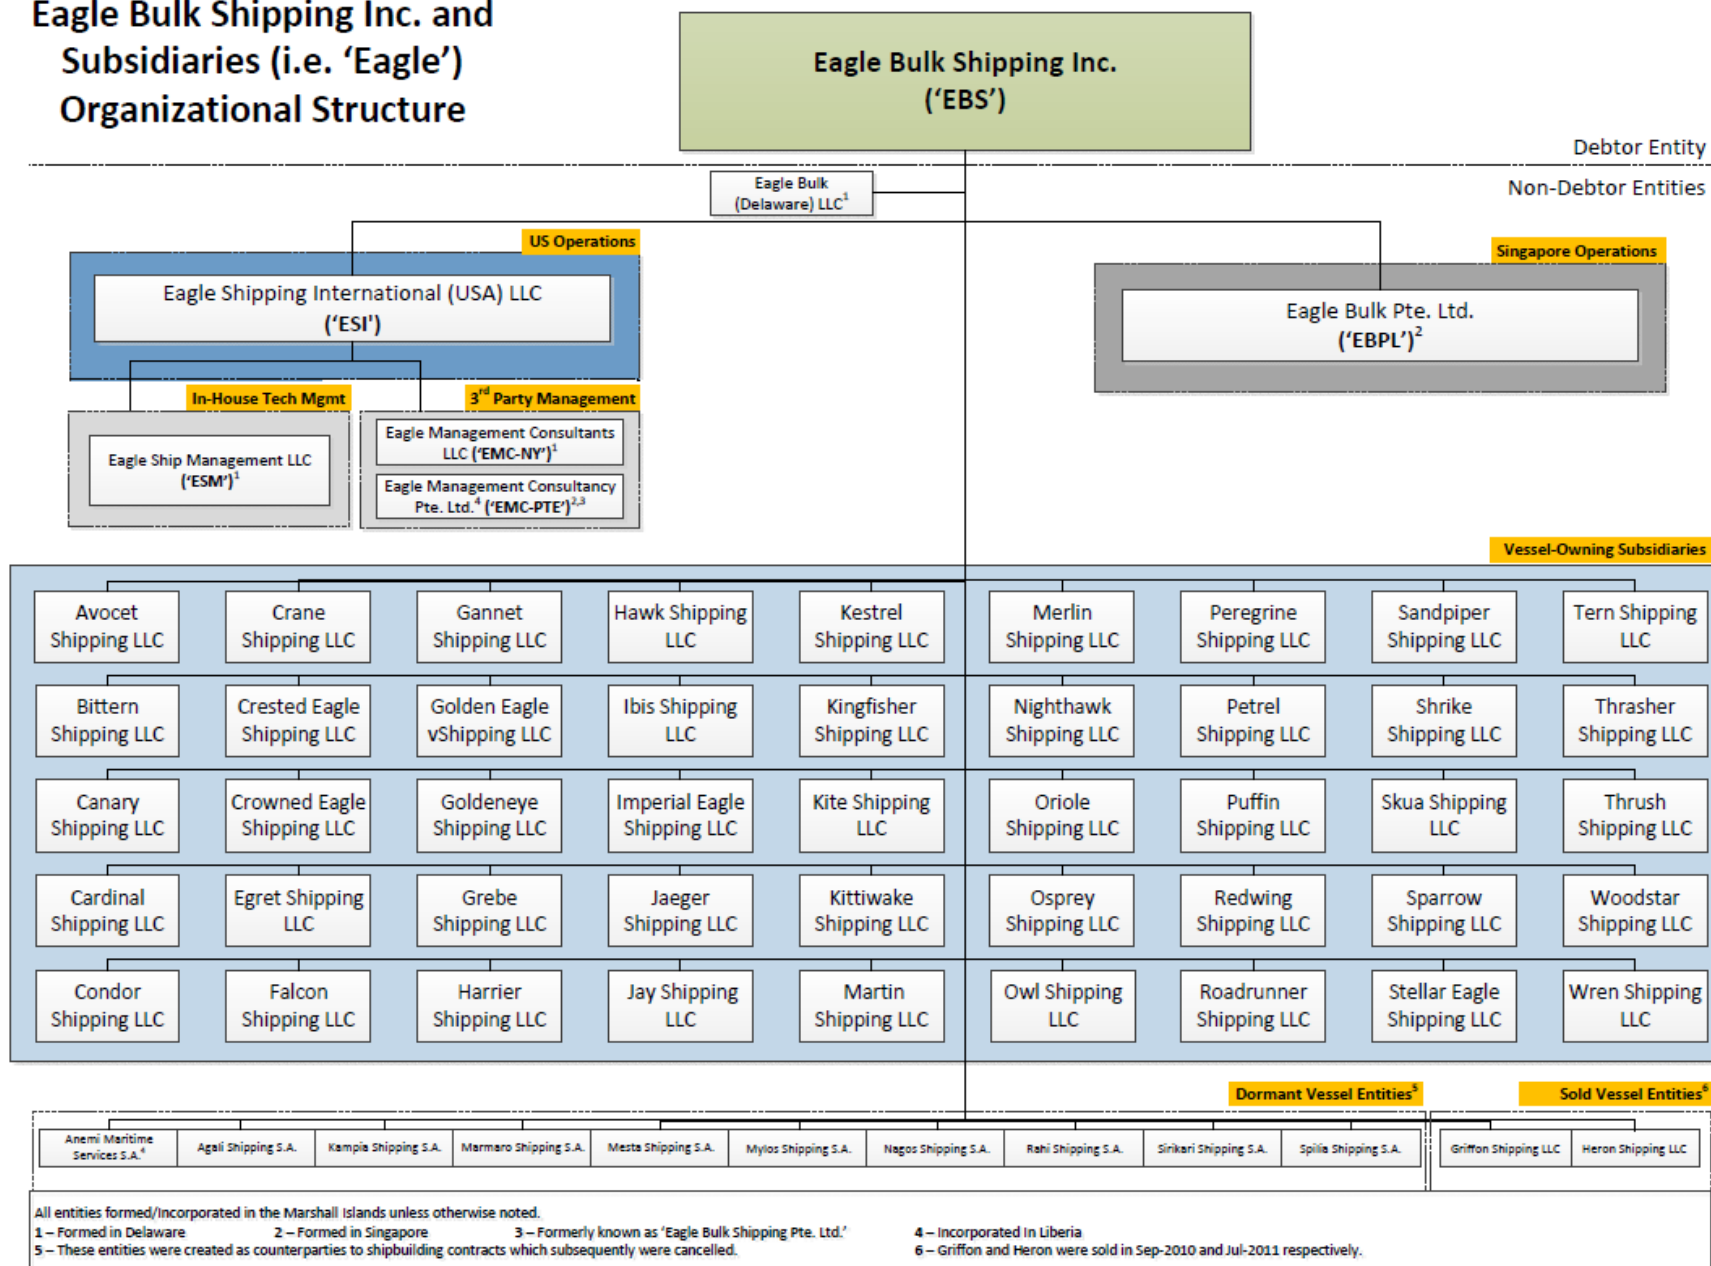 Eagle Bulk Shipping Inc. and
Subsidiaries (i.e. ‘Eagle’)
Organizational Structure
Eagle Bulk Shipping Inc.
(‘EBS’)
Debtor Entity
Non-Debtor Entities
Eagle Bulk
(Delaware) LLC1
US Operations
Eagle Shipping International (USA) LLC
(‘ESI')
Singapore Operations
Eagle Bulk Pte. Ltd.
(‘EBPL’)2
In-House Tech Mgmt
Eagle Ship Management LLC
(‘ESM’)1
3rd Party Management
Eagle Management Consultants
LLC (‘EMC-NY’)1
Eagle Management Consultancy
Pte. Ltd.4 (‘EMC-PTE’)2,3
Vessel-Owning Subsidiaries
Avocet
Shipping LLC
Crane
Shipping LLC
Gannet
Shipping LLC
Hawk Shipping
LLC
Kestrel
Shipping LLC
Merlin
Shipping LLC
Peregrine
Shipping LLC
Sandpiper
Shipping LLC
Tern Shipping
LLC
Bittern
Shipping LLC
Crested Eagle
Shipping LLC
Golden Eagle
vShipping LLC
Ibis Shipping
LLC
Kingfisher
Shipping LLC
Nighthawk
Shipping LLC
Petrel
Shipping LLC
Shrike
Shipping LLC
Thrasher
Shipping LLC
Canary
Shipping LLC
Crowned Eagle
Shipping LLC
Goldeneye
Shipping LLC
Imperial Eagle
Shipping LLC
Kite Shipping
LLC
Oriole
Shipping LLC
Puffin
Shipping LLC
Skua Shipping
LLC
Thrush
Shipping LLC
Cardinal
Shipping LLC
Egret Shipping
LLC
Grebe
Shipping LLC
Jaeger
Shipping LLC
Kittiwake
Shipping LLC
Osprey
Shipping LLC
Redwing
Shipping LLC
Sparrow
Shipping LLC
Woodstar
Shipping LLC
Condor
Shipping LLC
Falcon
Shipping LLC
Harrier
Shipping LLC
Jay Shipping
LLC
Martin
Shipping LLC
Owl Shipping
LLC
Roadrunner
Shipping LLC
Stellar Eagle
Shipping LLC
Wren Shipping
LLC
Dormant Vessel Entities5
Sold Vessel Entities6
Anemi Maritime
Services S.A.4
Agali Shipping S.A.
Kampia Shipping S.A.
Marmaro Shipping S.A.
Mesta Shipping S.A.
Mylos Shipping S.A.
Nagos Shipping S.A.
Rahi Shipping S.A.
Sirikari Shipping S.A.
Spilia Shipping S.A.
Griffon Shipping LLC
Heron Shipping LLC
All entities formed/Incorporated in the Marshall Islands unless otherwise noted.
1 – Formed in Delaware 2 – Formed in Singapore 3 – Formerly known as ‘Eagle Bulk Shipping Pte. Ltd.’ 4 – Incorporated In Liberia
5 – These entities were created as counterparties to shipbuilding contracts which subsequently were cancelled. 6 – Griffon and Heron were sold in Sep-2010 and Jul-2011 respectively.